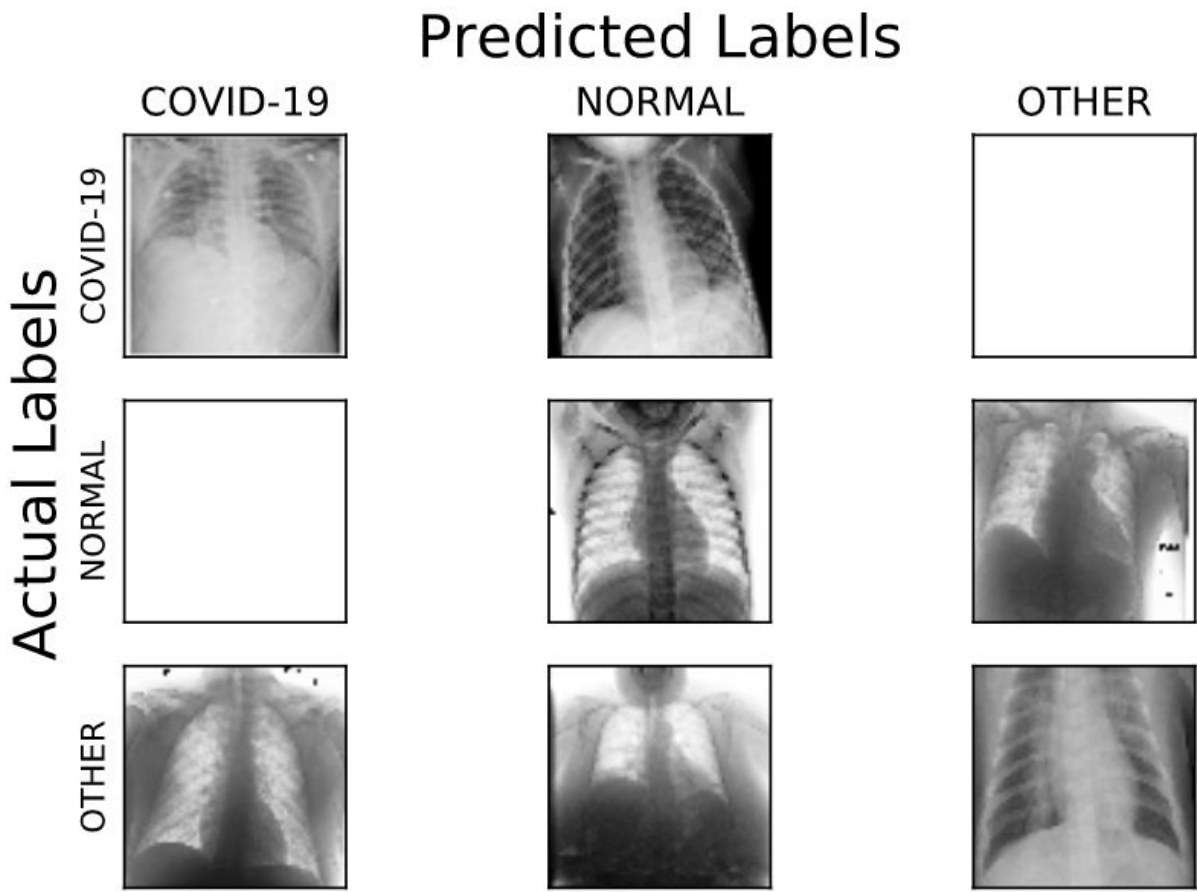 Predicted Labels
COVID-19 NORMAL OTHER
Actual Labels
COVID-19
NORMAL
OTHER